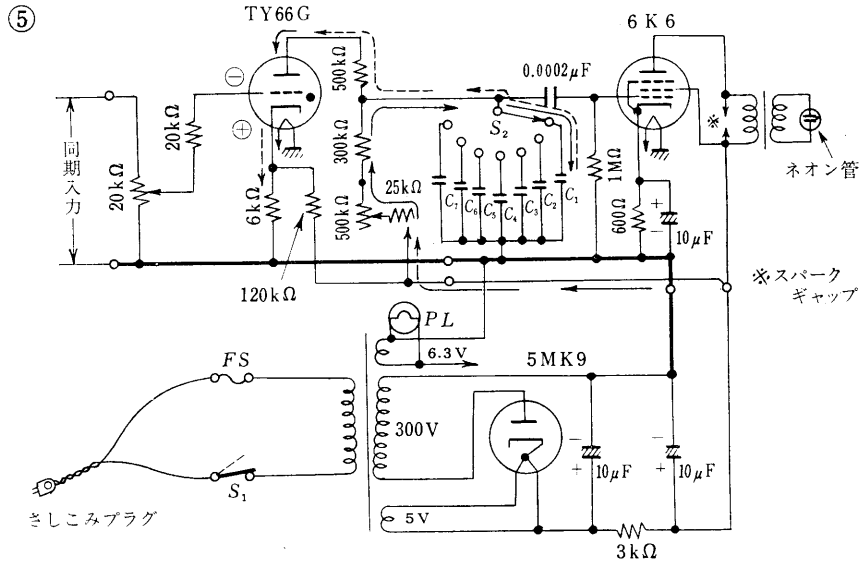 ⑤
TY66G
6K6
500kΩ
0.0002μF
⊖
⊕
S₂
※
ネオン管
同期入力
20kΩ
20kΩ
6kΩ
300kΩ
25kΩ
500kΩ
C₇
C₆
C₅
C₄
C₃
C₂
C₁
1MΩ
600Ω
+
−
10μF
120kΩ
※スパーク
ギャップ
PL
6.3V
5MK9
FS
300V
−
+
10μF
−
+
10μF
S₁
さしこみプラグ
5V
3kΩ